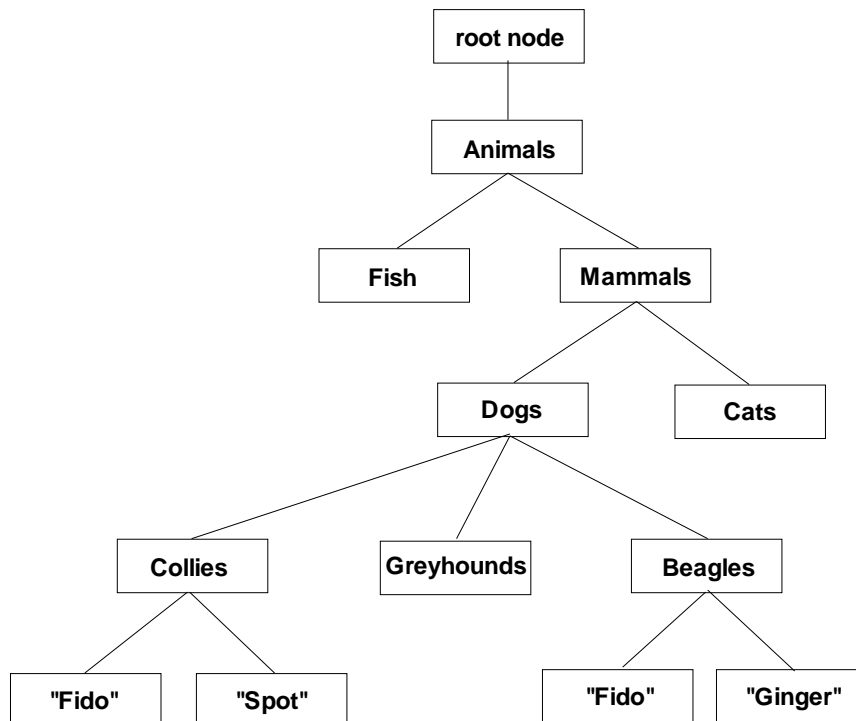 root node
Animals
Fish
Mammals
Dogs
Cats
Collies
Greyhounds
Beagles
"Fido"
"Spot"
"Fido"
"Ginger"